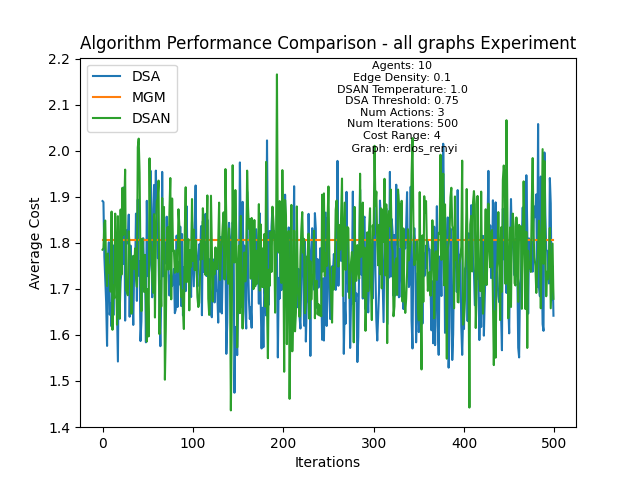 Algorithm Performance Comparison - all graphs Experiment
DSA
MGM
DSAN
Agents: 10
Edge Density: 0.1
DSAN Temperature: 1.0
DSA Threshold: 0.75
Num Actions: 3
Num Iterations: 500
Cost Range: 4
Graph: erdos_renyi
2.2
2.1
2.0
1.9
1.8
1.7
1.6
1.5
1.4
Average Cost
0 100 200 300 400 500
Iterations